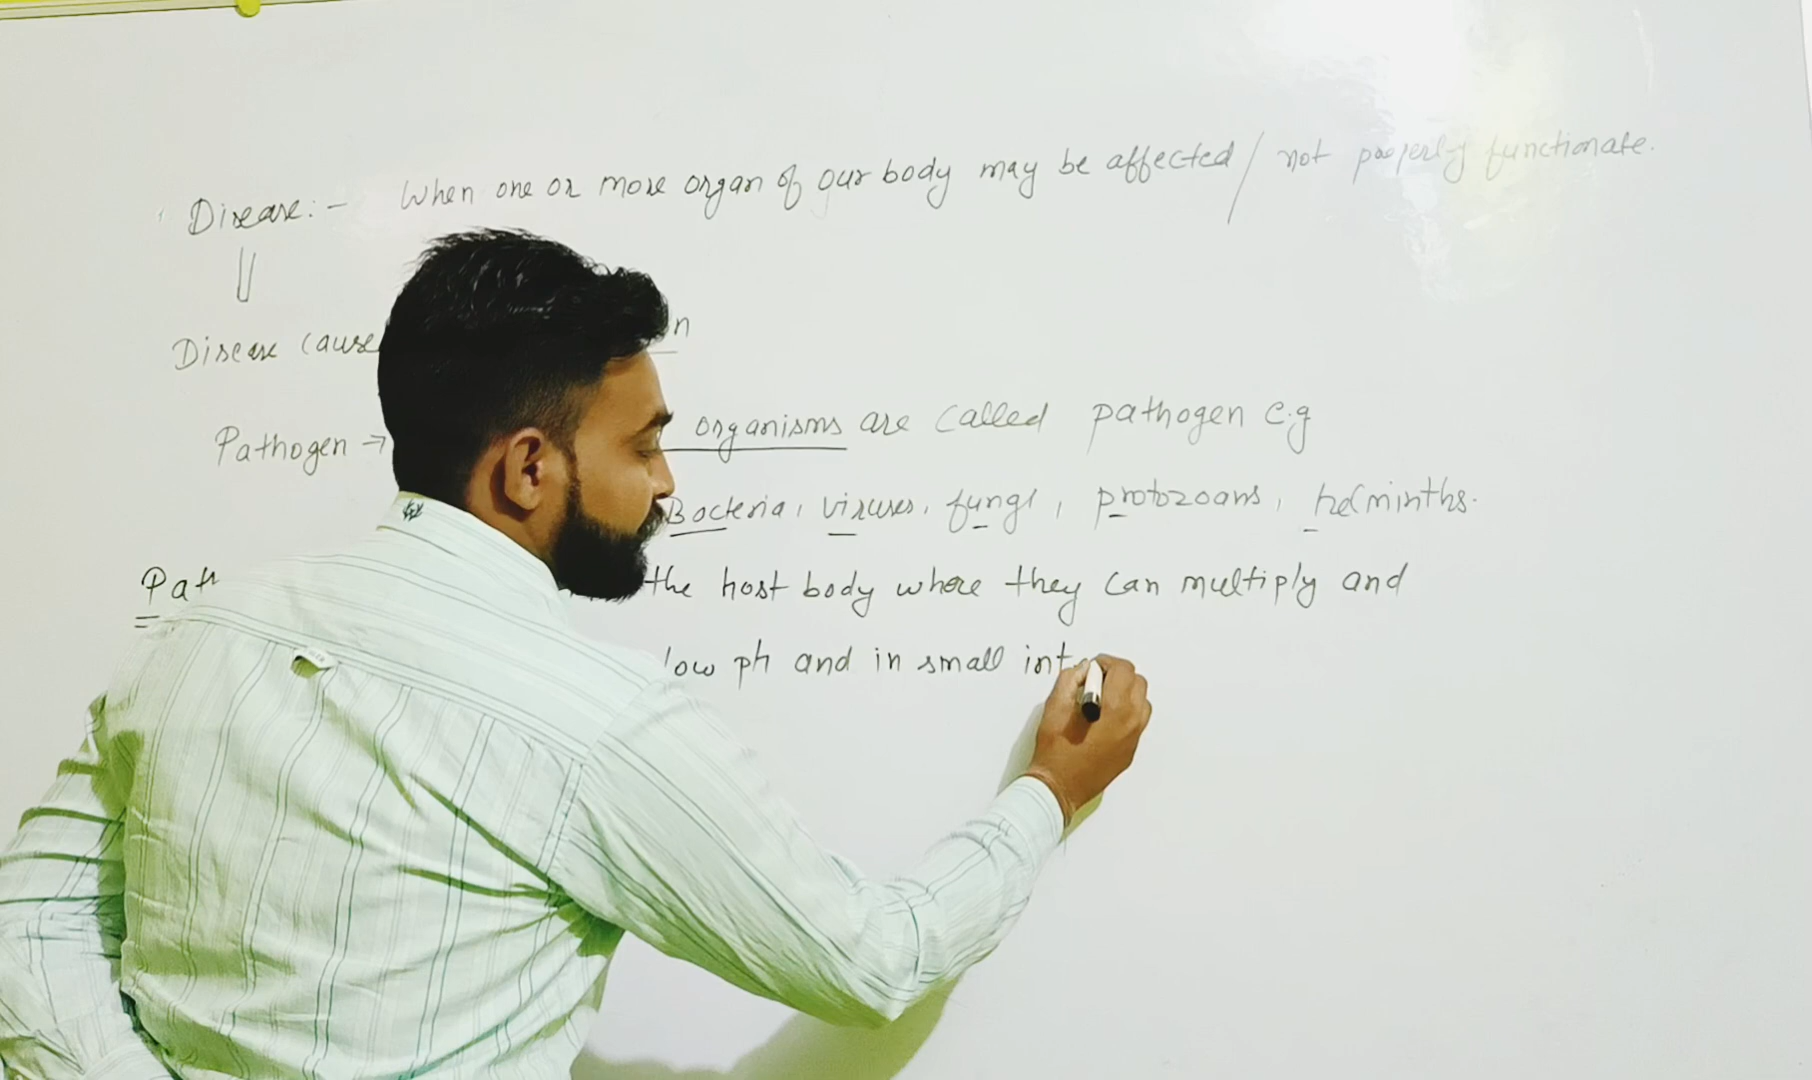 Disease:- When one or more organ of our body may be affected / not properly functionate.
Disease cause n
Pathogen → organisms are called pathogen e.g
Bacteria, viruses, fungi, protozoans, helminths.
Path the host body where they can multiply and
low ph and in small int